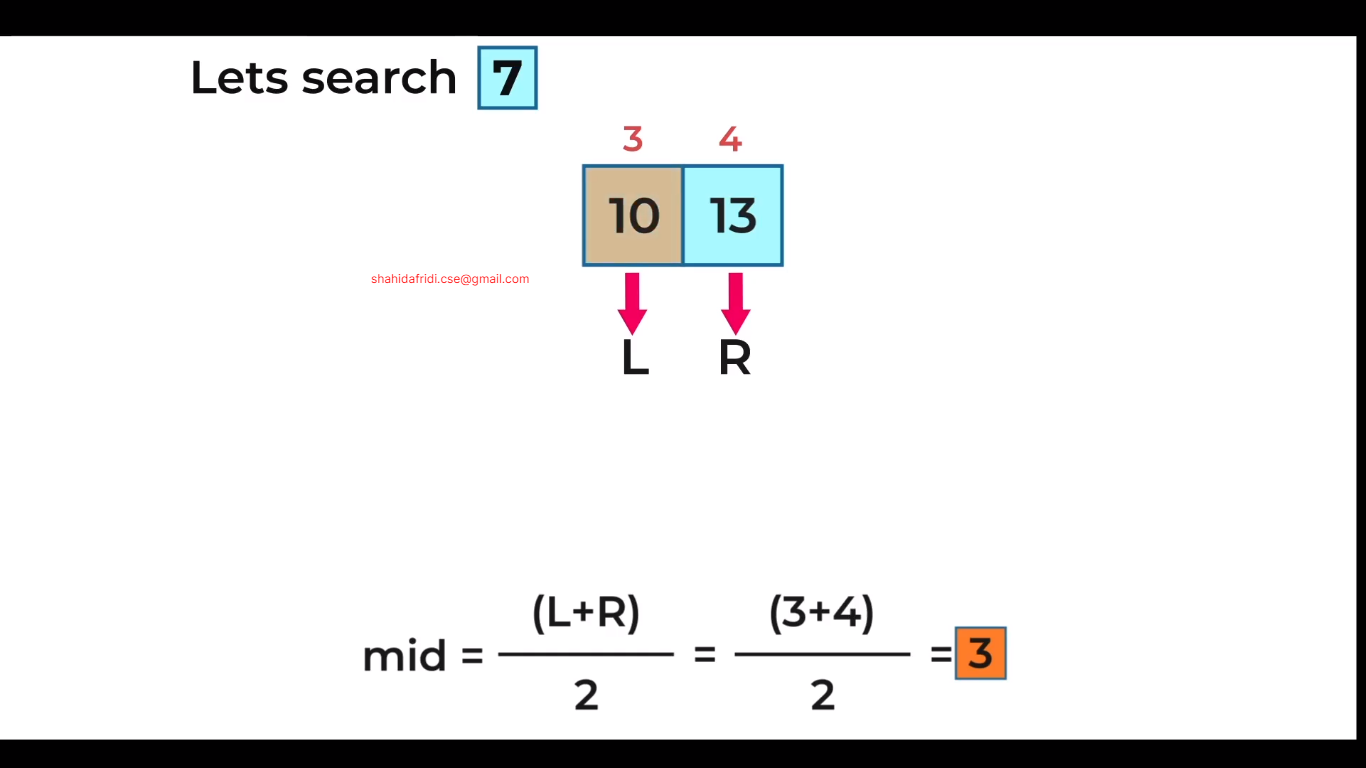 Lets search 7
3 4
10 13
shahidafridi.cse@gmail.com
L R
(L+R) (3+4)
mid = = = 3
2 2